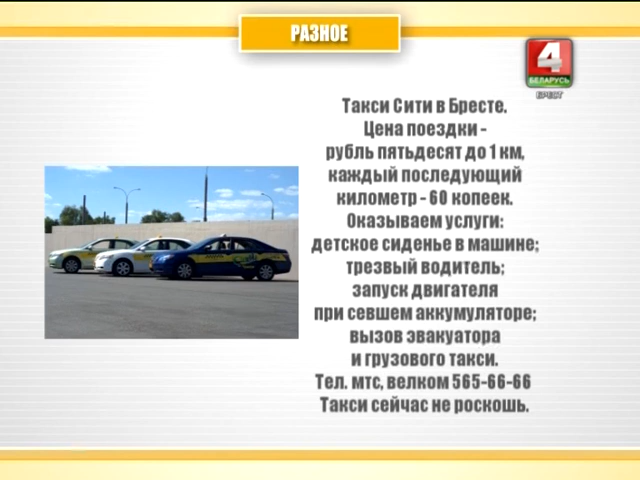 РАЗНОЕ
4
БЕЛАРУСЬ
БРЕСТ
Такси Сити в Бресте.
Цена поездки -
рубль пятьдесят до 1 км,
каждый последующий
километр - 60 копеек.
Оказываем услуги:
детское сиденье в машине;
трезвый водитель;
запуск двигателя
при севшем аккумуляторе;
вызов эвакуатора
и грузового такси.
Тел. мтс, велком 565-66-66
Такси сейчас не роскошь.